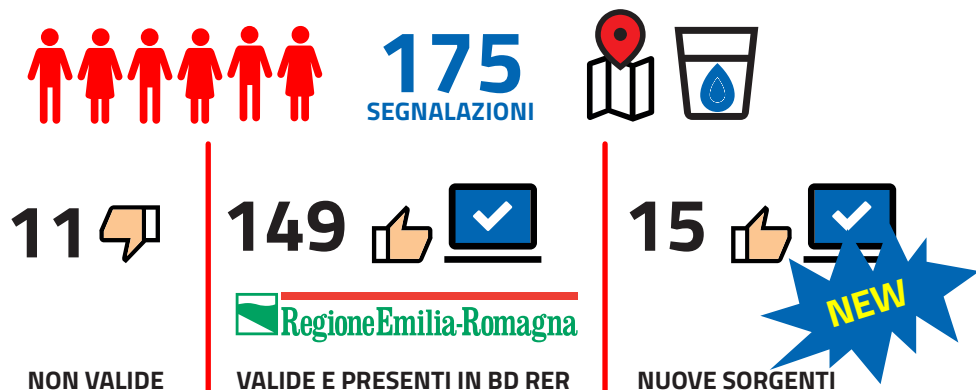 175
SEGNALAZIONI
11
149
15
NEW
RegioneEmilia-Romagna
NON VALIDE
VALIDE E PRESENTI IN BD RER
NUOVE SORGENTI